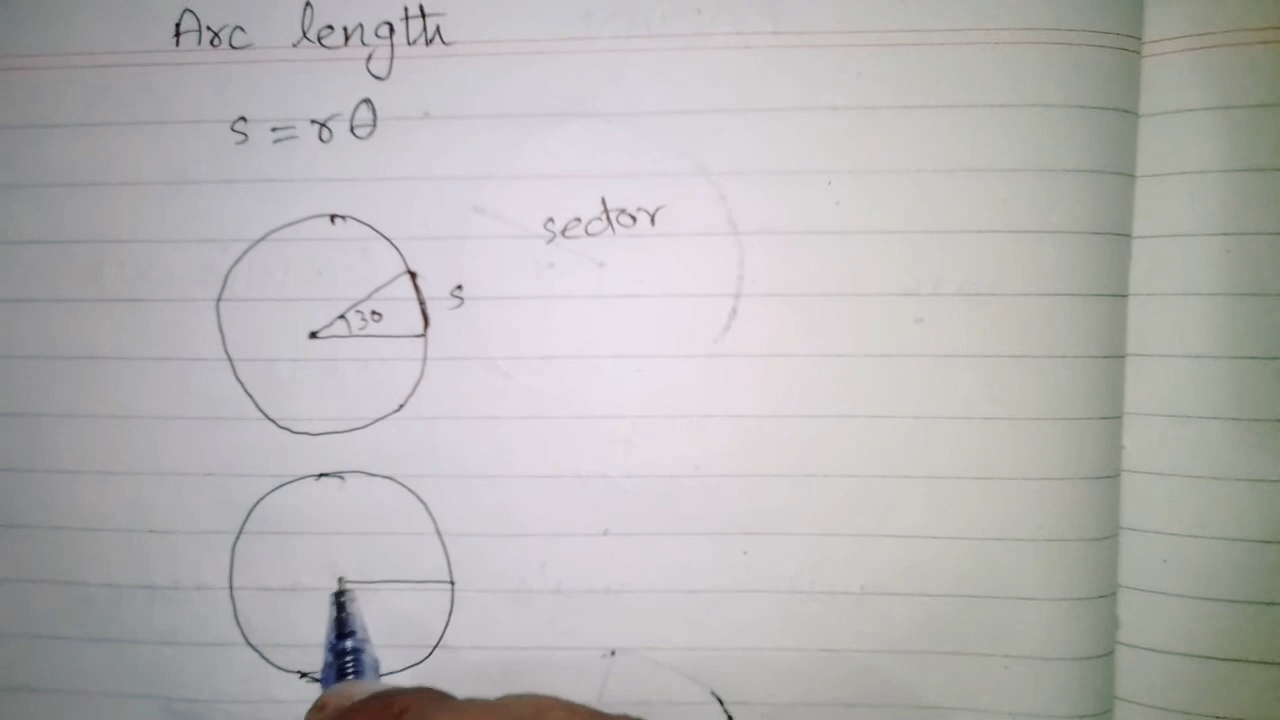 Arc length
s = rθ
sector
30
s